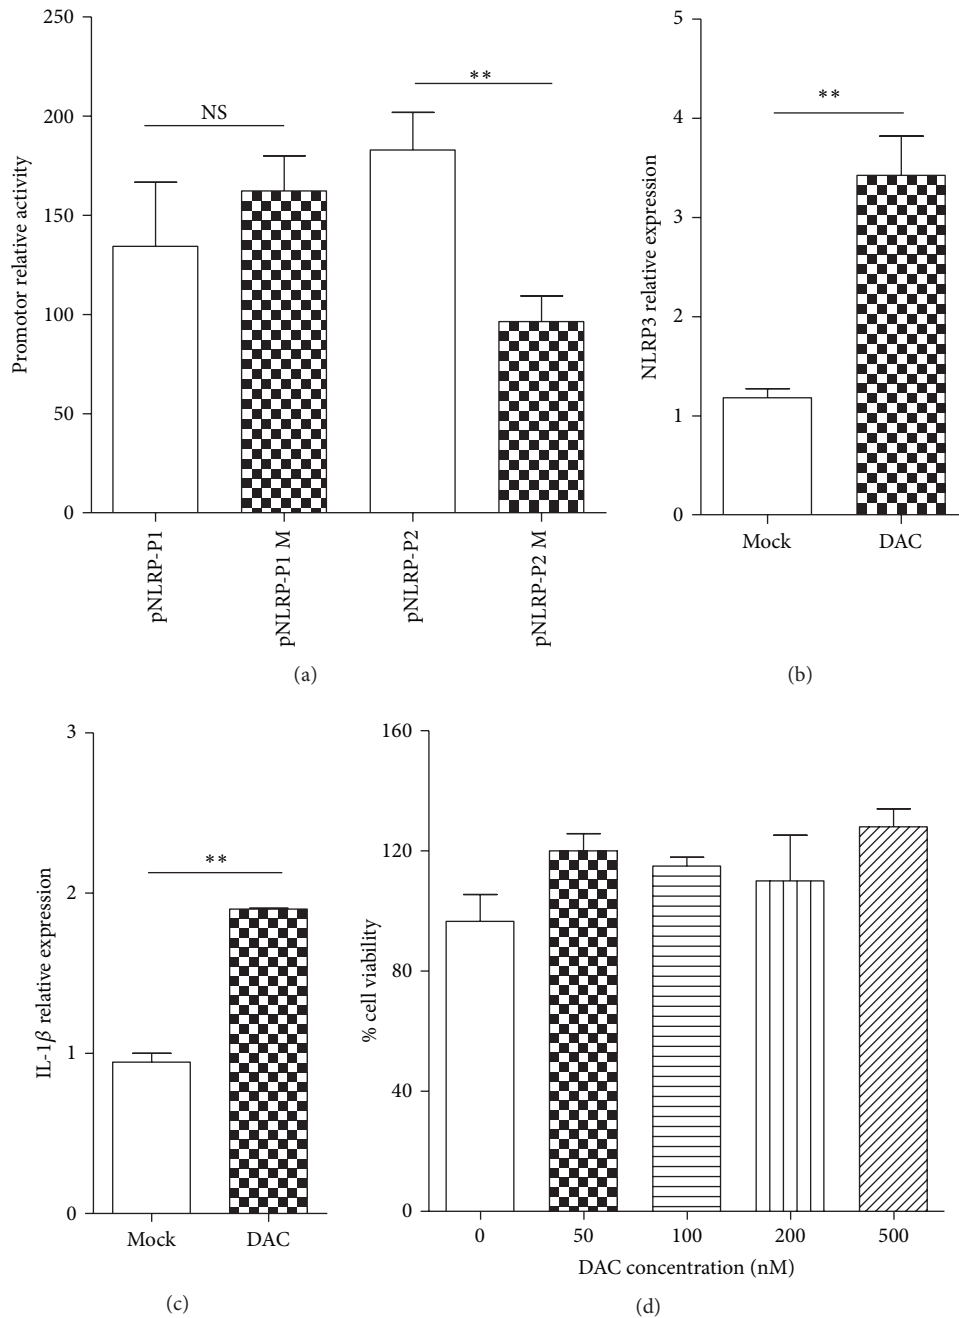 250
200
150
100
50
0
Promotor relative activity
NS
**
pNLRP-P1
pNLRP-P1 M
pNLRP-P2
pNLRP-P2 M
(a)
5
4
3
2
1
0
NLRP3 relative expression
**
Mock
DAC
(b)
3
2
1
0
IL-1β relative expression
**
Mock
DAC
(c)
160
120
80
40
0
% cell viability
0
50
100
200
500
DAC concentration (nM)
(d)